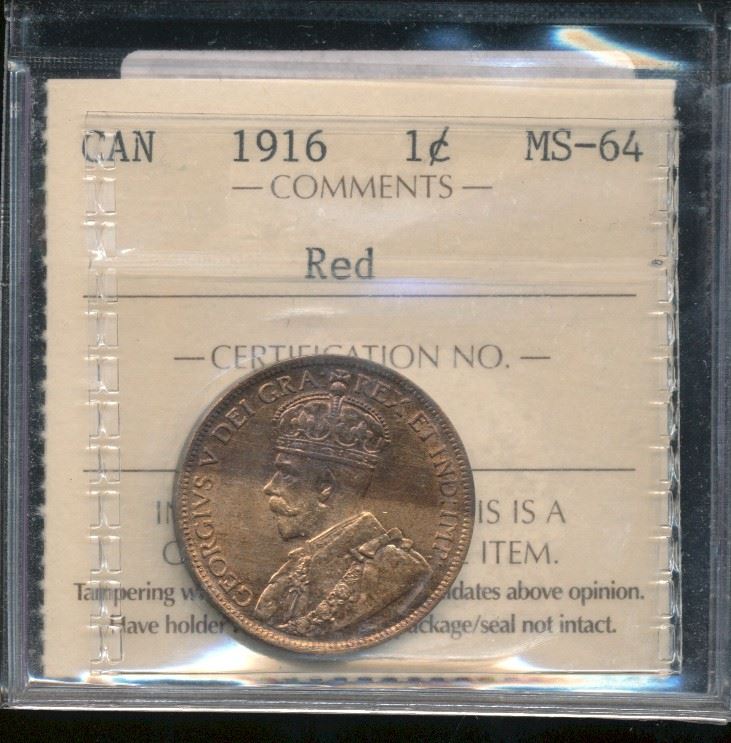 CAN 1916 1¢ MS-64
— COMMENTS —
Red
— CERTIFICATION NO. —
GEORGIVS V DEI GRA: REX ET IND:IMP:
IS IS A
ITEM.
Tampering above opinion.
Have holder package/seal not intact.